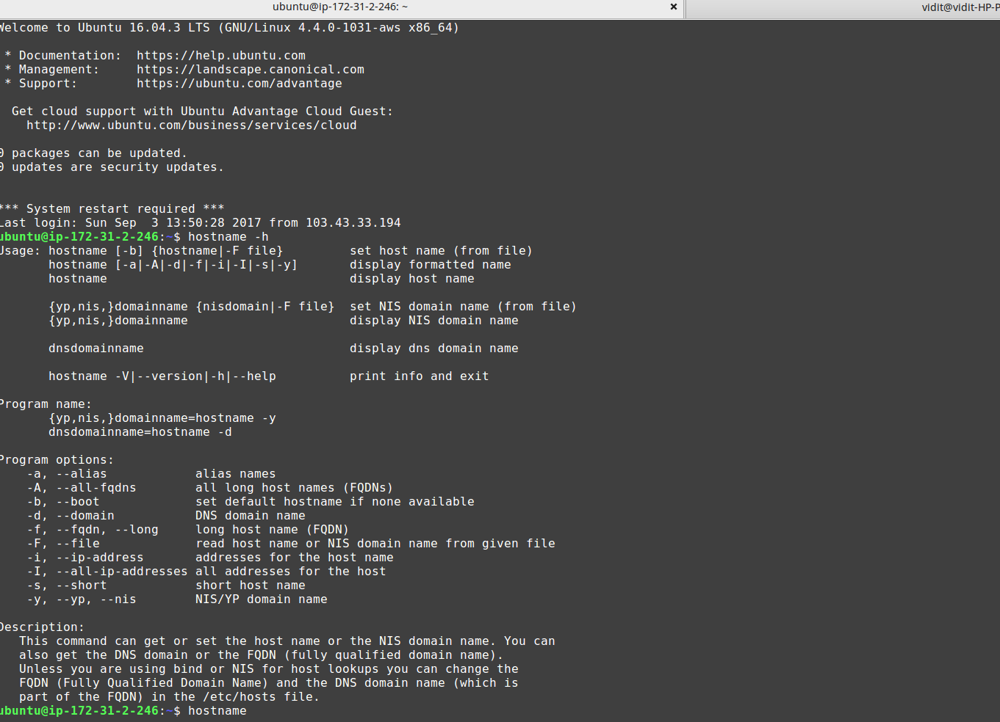 ubuntu@ip-172-31-2-246: ~ × vidit@vidit-HP-P
Welcome to Ubuntu 16.04.3 LTS (GNU/Linux 4.4.0-1031-aws x86_64)
* Documentation:  https://help.ubuntu.com
* Management:     https://landscape.canonical.com
* Support:        https://ubuntu.com/advantage
Get cloud support with Ubuntu Advantage Cloud Guest:
http://www.ubuntu.com/business/services/cloud
0 packages can be updated.
0 updates are security updates.
*** System restart required ***
Last login: Sun Sep  3 13:50:28 2017 from 103.43.33.194
ubuntu@ip-172-31-2-246:~$ hostname -h
Usage: hostname [-b] {hostname|-F file}         set host name (from file)
hostname [-a|-A|-d|-f|-i|-I|-s|-y]       display formatted name
hostname                                 display host name
{yp,nis,}domainname {nisdomain|-F file}  set NIS domain name (from file)
{yp,nis,}domainname                      display NIS domain name
dnsdomainname                            display dns domain name
hostname -V|--version|-h|--help          print info and exit
Program name:
{yp,nis,}domainname=hostname -y
dnsdomainname=hostname -d
Program options:
-a, --alias            alias names
-A, --all-fqdns        all long host names (FQDNs)
-b, --boot             set default hostname if none available
-d, --domain           DNS domain name
-f, --fqdn, --long     long host name (FQDN)
-F, --file             read host name or NIS domain name from given file
-i, --ip-address       addresses for the host name
-I, --all-ip-addresses all addresses for the host
-s, --short            short host name
-y, --yp, --nis        NIS/YP domain name
Description:
This command can get or set the host name or the NIS domain name. You can
also get the DNS domain or the FQDN (fully qualified domain name).
Unless you are using bind or NIS for host lookups you can change the
FQDN (Fully Qualified Domain Name) and the DNS domain name (which is
part of the FQDN) in the /etc/hosts file.
ubuntu@ip-172-31-2-246:~$ hostname